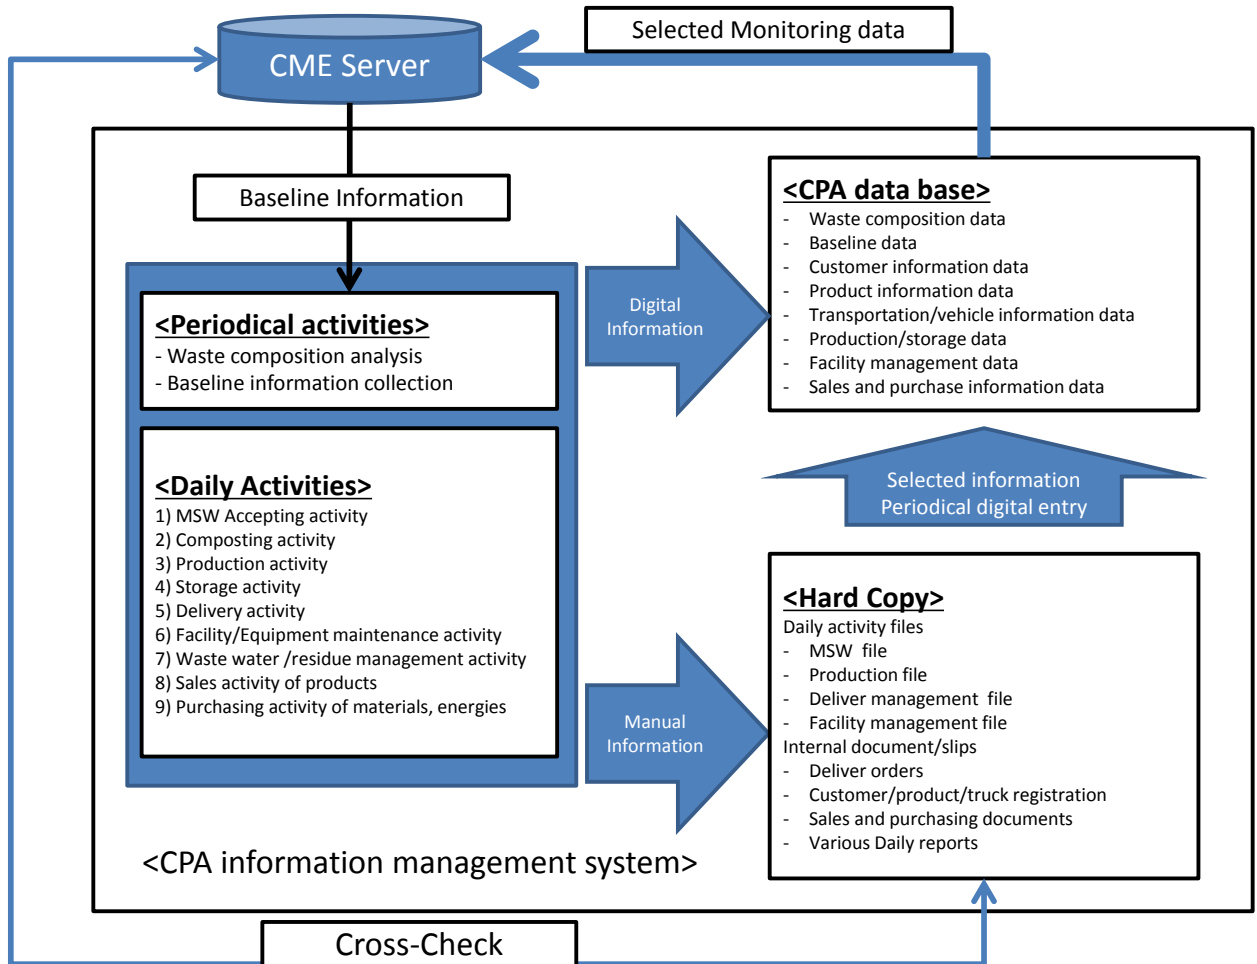 Selected Monitoring data
CME Server
Baseline Information
<Periodical activities>
- Waste composition analysis
- Baseline information collection
<Daily Activities>
1) MSW Accepting activity
2) Composting activity
3) Production activity
4) Storage activity
5) Delivery activity
6) Facility/Equipment maintenance activity
7) Waste water /residue management activity
8) Sales activity of products
9) Purchasing activity of materials, energies
Digital
Information
Manual
Information
<CPA data base>
- Waste composition data
- Baseline data
- Customer information data
- Product information data
- Transportation/vehicle information data
- Production/storage data
- Facility management data
- Sales and purchase information data
Selected information
Periodical digital entry
<Hard Copy>
Daily activity files
- MSW file
- Production file
- Deliver management file
- Facility management file
Internal document/slips
- Deliver orders
- Customer/product/truck registration
- Sales and purchasing documents
- Various Daily reports
<CPA information management system>
Cross-Check